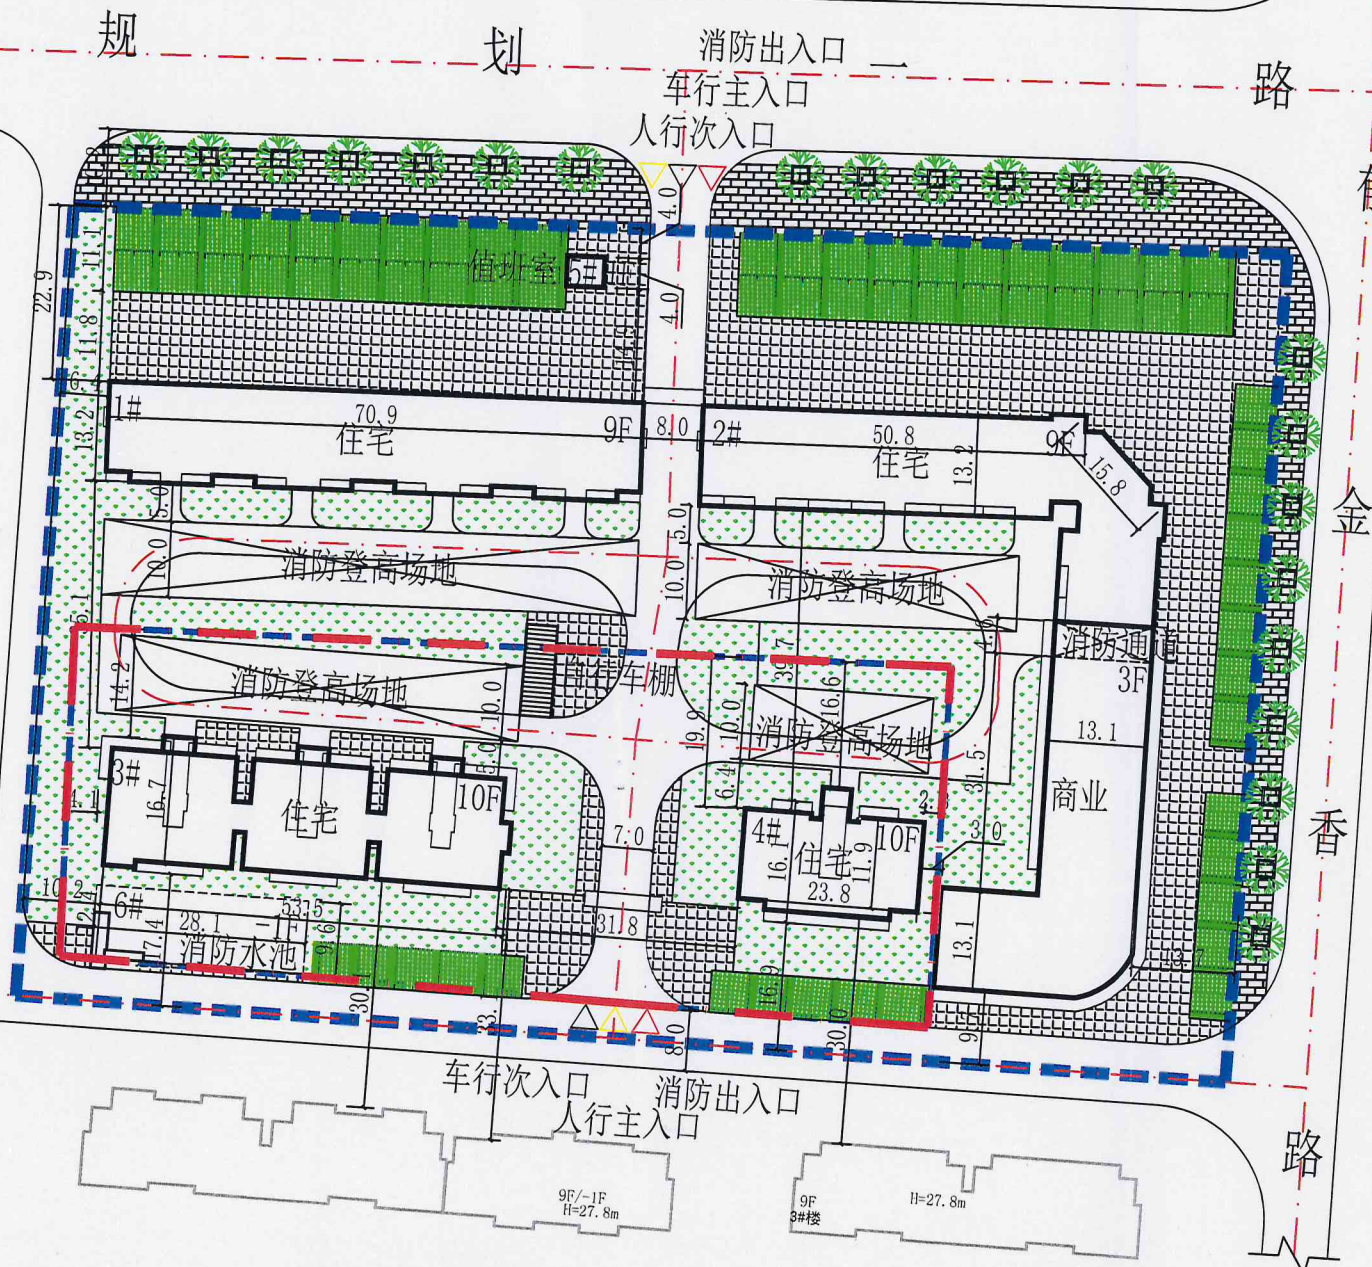 规 划 一 路
消防出入口
车行主入口
人行次入口
4.0
11.1
22.9
值班室 5#
4.0
11.8
6.4
1#
70.9
住宅
9F
8.0
2#
50.8
住宅
9F
13.2
13.2
15.8
金
5.0
5.0
10.0
消防登高场地
10.0
消防登高场地
4.8
消防通道
3F
14.2
消防登高场地
10.0
39.7
16.6
19.9
消防登高场地
13.1
31.5
3#
16.7
住宅
10F
4.1
6.4
商业
7.0
4#
住宅
10F
11.9
23.8
3.0
香
10.2
6#
28.1
53.5
-1F
消防水池
17.4
9.6
31.8
13.1
16.9
8.0
30.0
车行次入口
消防出入口
人行主入口
路
9F/-1F
H=27.8m
9F
3#楼
H=27.8m